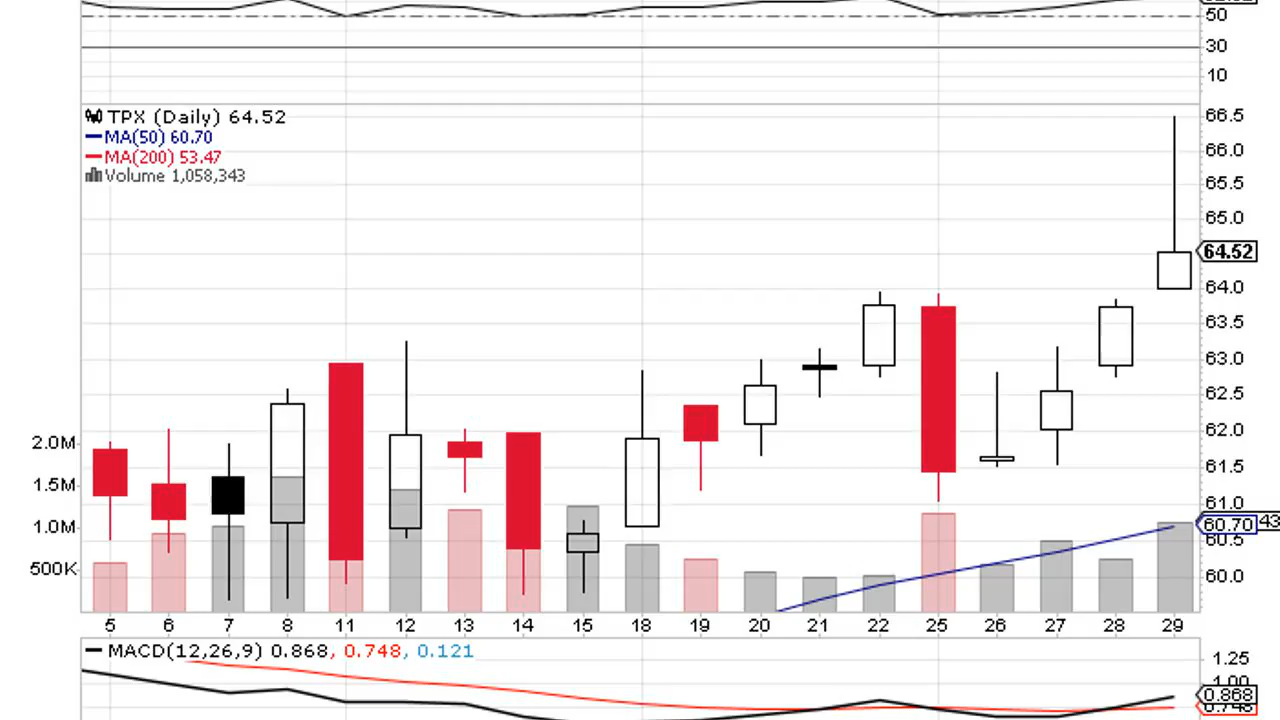 50
30
10
TPX (Daily) 64.52
MA(50) 60.70
MA(200) 53.47
Volume 1,058,343
66.5
66.0
65.5
65.0
64.52
64.0
63.5
63.0
62.5
62.0
61.5
61.0
60.70
43
60.5
60.0
2.0M
1.5M
1.0M
500K
5 6 7 8 11 12 13 14 15 18 19 20 21 22 25 26 27 28 29
MACD(12,26,9) 0.868, 0.748, 0.121
1.25
1.00
0.868
0.748